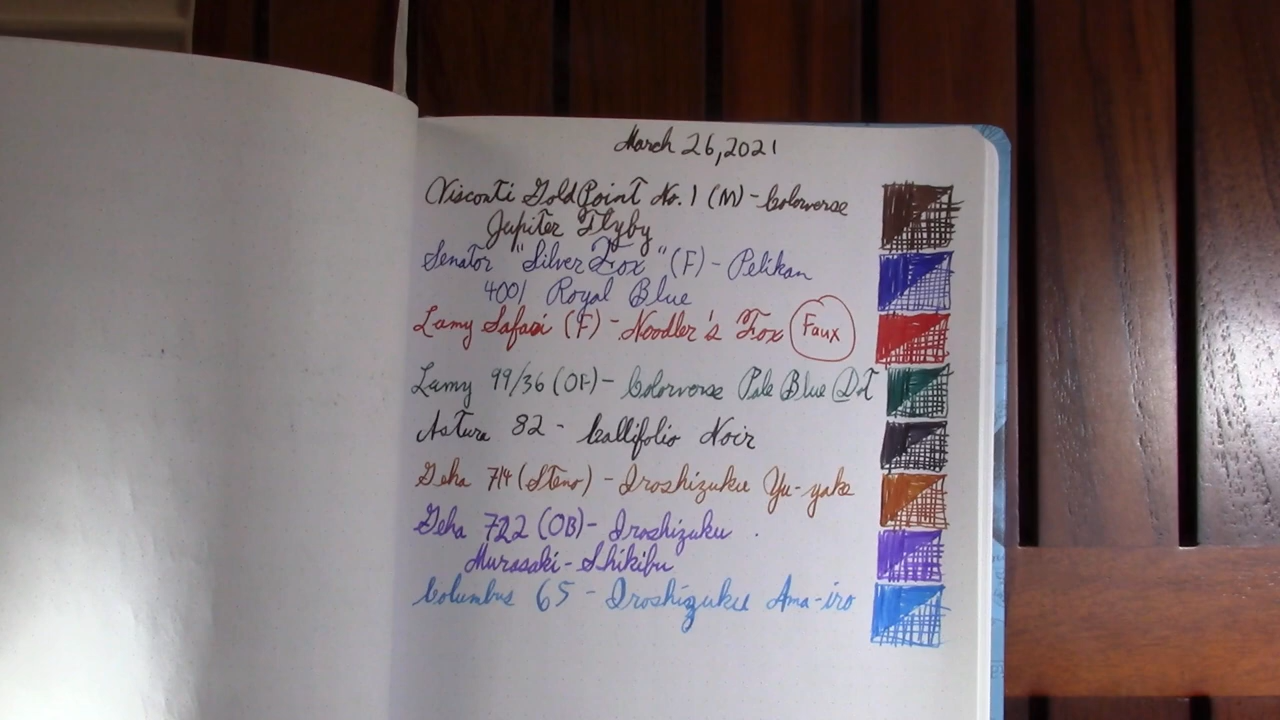 March 26, 2021
Visconti Gold Point No. 1 (M) - Colorverse
Jupiter Flyby
Senator "Silver Fox" (F) - Pelikan
4001 Royal Blue
Lamy Safari (F) - Noodler's Fox Faux
Lamy 99/36 (OF) - Colorverse Pale Blue Dot
Astura 82 - Callifolio Noir
Geha 714 (Steno) - Iroshizuku Yu-yake
Geha 722 (OB) - Iroshizuku
Murasaki-Shikibu
Columbus 65 - Iroshizuku Ama-iro